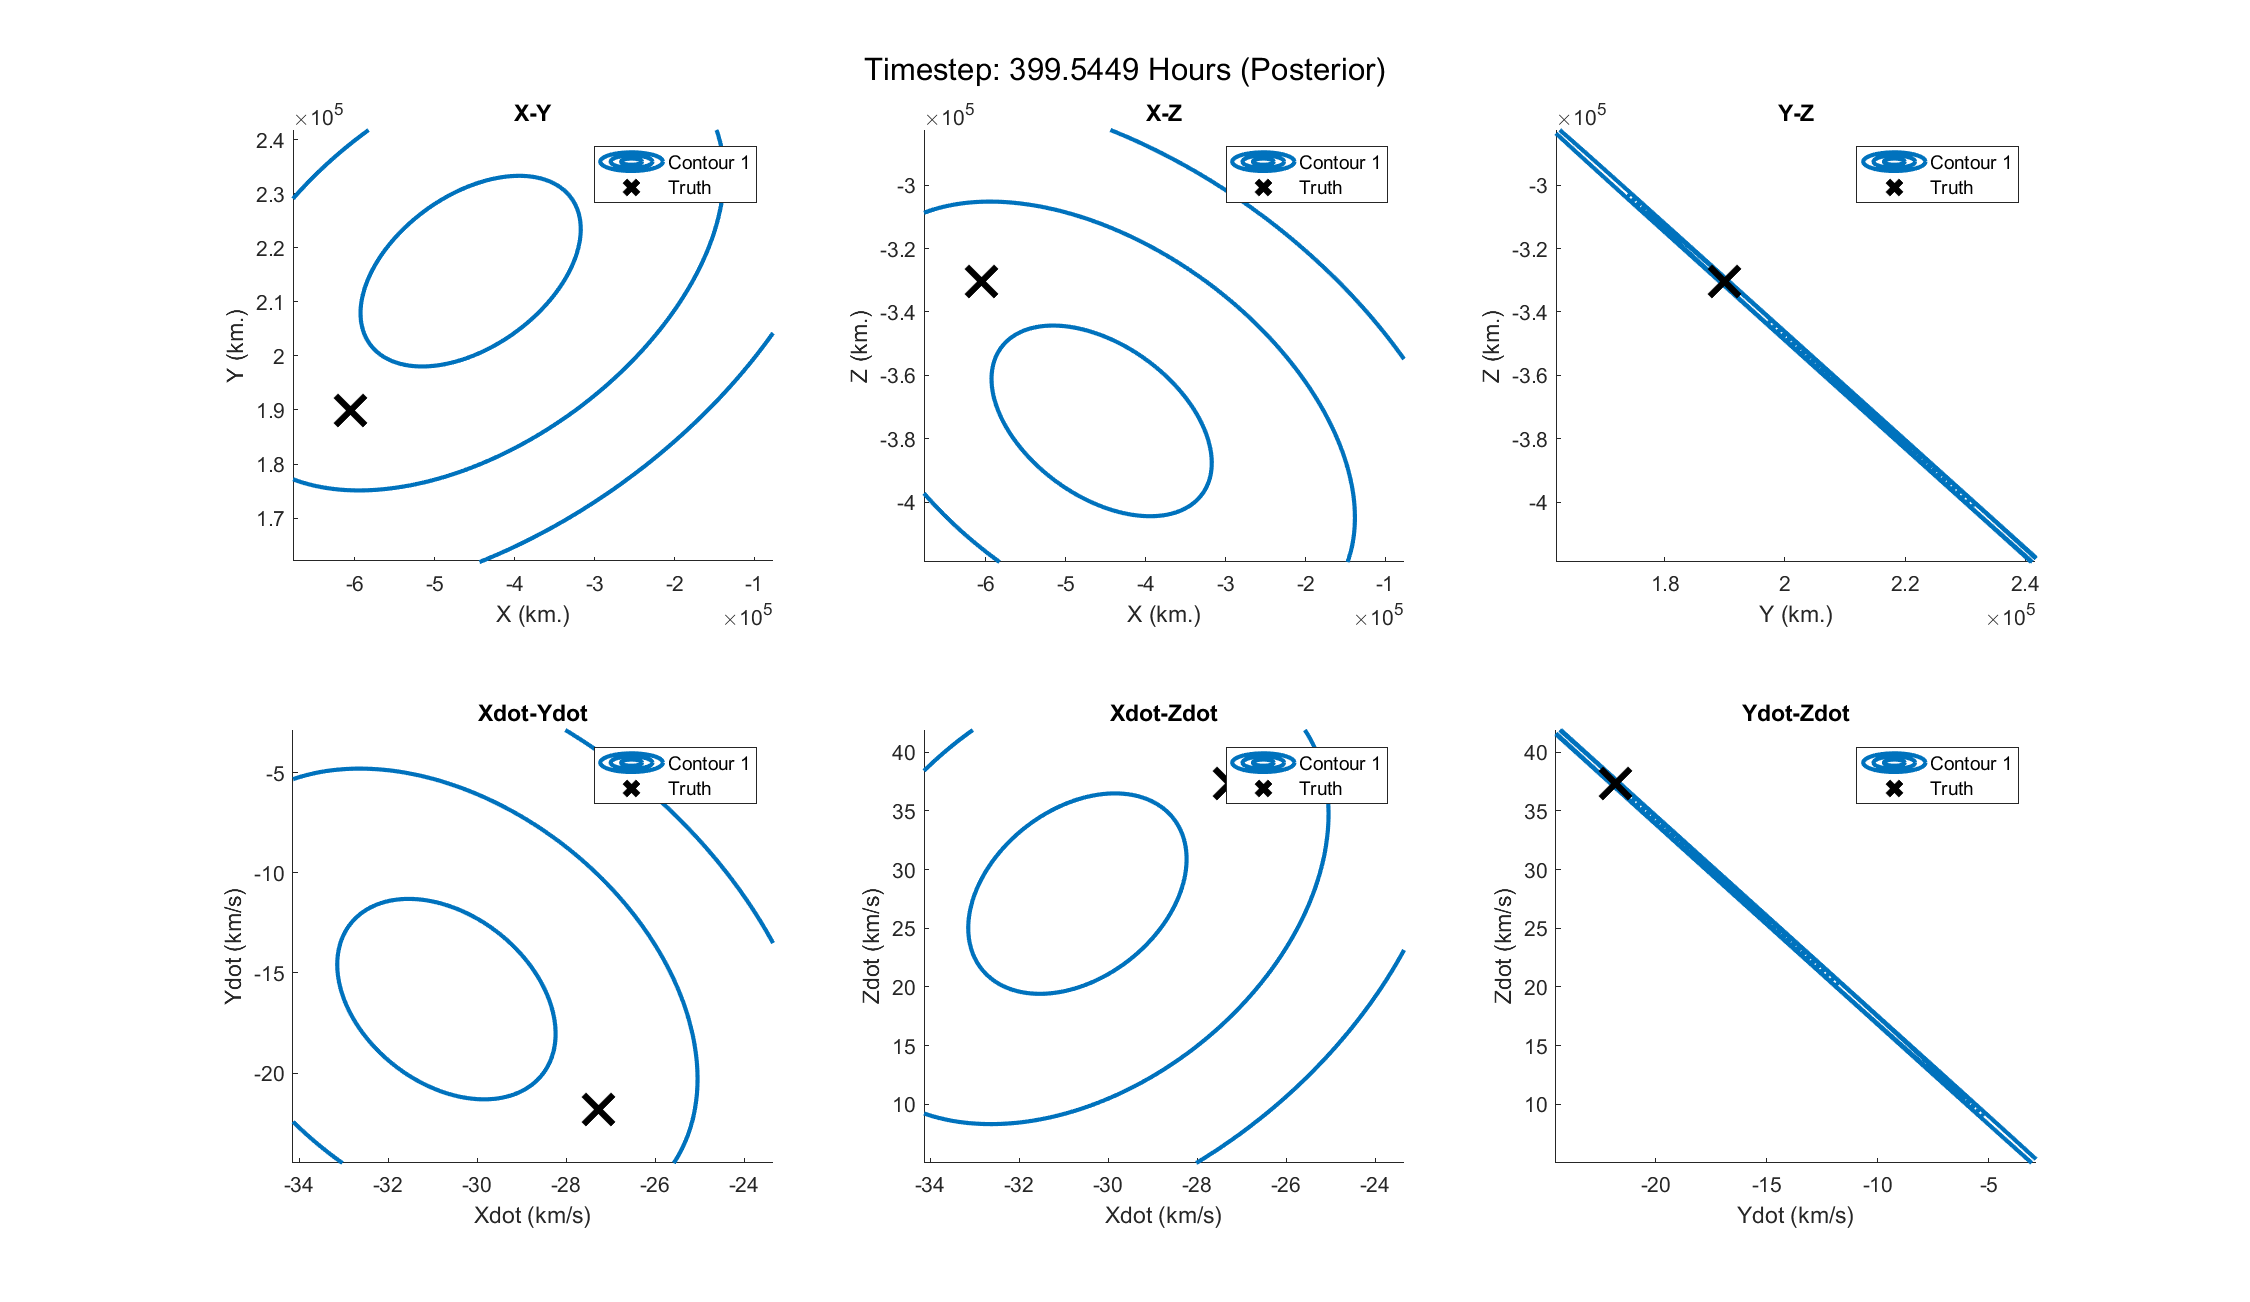 Timestep: 399.5449 Hours (Posterior)
X-Y
×10^5
2.4
2.3
2.2
2.1
2
1.9
1.8
1.7
Y (km.)
-6 -5 -4 -3 -2 -1
×10^5
X (km.)
Contour 1
Truth
X-Z
×10^5
-3
-3.2
-3.4
-3.6
-3.8
-4
Z (km.)
-6 -5 -4 -3 -2 -1
×10^5
X (km.)
Contour 1
Truth
Y-Z
×10^5
-3
-3.2
-3.4
-3.6
-3.8
-4
Z (km.)
1.8 2 2.2 2.4
×10^5
Y (km.)
Contour 1
Truth
Xdot-Ydot
-5
-10
-15
-20
Ydot (km/s)
-34 -32 -30 -28 -26 -24
Xdot (km/s)
Contour 1
Truth
Xdot-Zdot
40
35
30
25
20
15
10
Zdot (km/s)
-34 -32 -30 -28 -26 -24
Xdot (km/s)
Contour 1
Truth
Ydot-Zdot
40
35
30
25
20
15
10
Zdot (km/s)
-20 -15 -10 -5
Ydot (km/s)
Contour 1
Truth